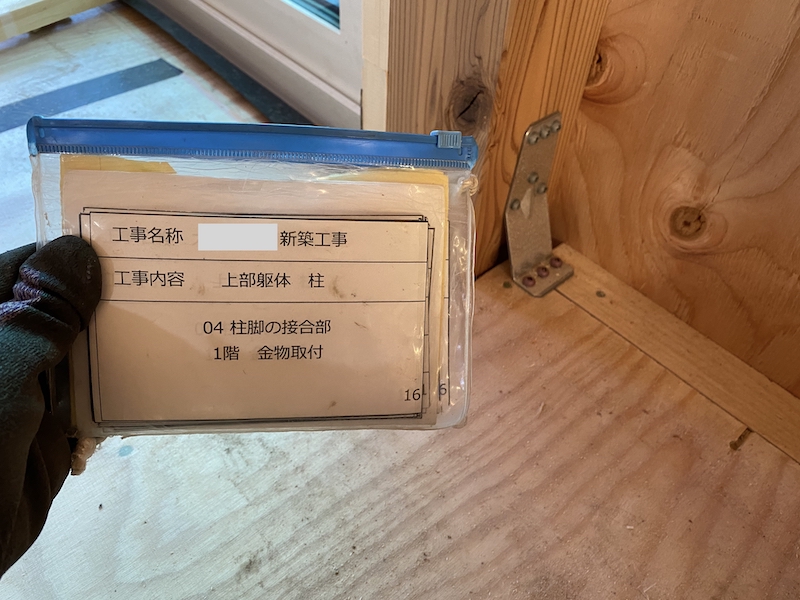 工事名称 新築工事
工事内容 上部躯体 柱
04 柱脚の接合部
1階 金物取付
16
6